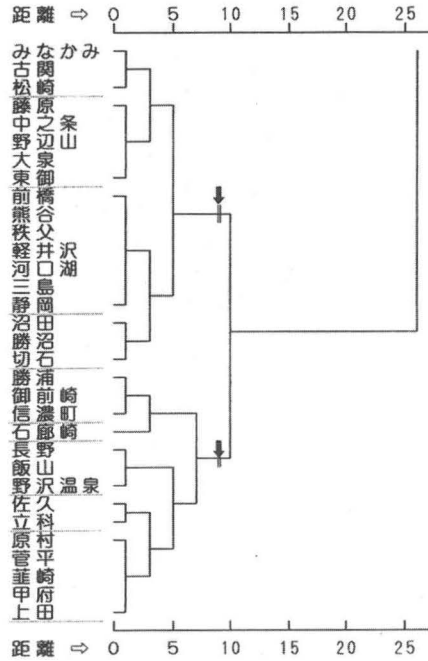 距離 ⇨ 0 5 10 15 20 25
みなかみ
古関
松崎
藤原
中之条
野辺山
大泉
東御
前橋
熊谷
秩父
軽井沢
河口湖
三島
静岡
沼田
勝沼
切石
勝浦
御前崎
信濃町
石廊崎
長野
飯山
野沢温泉
佐久
立科
原村
菅平
韮崎
甲府
上田
距離 ⇨ 0 5 10 15 20 25